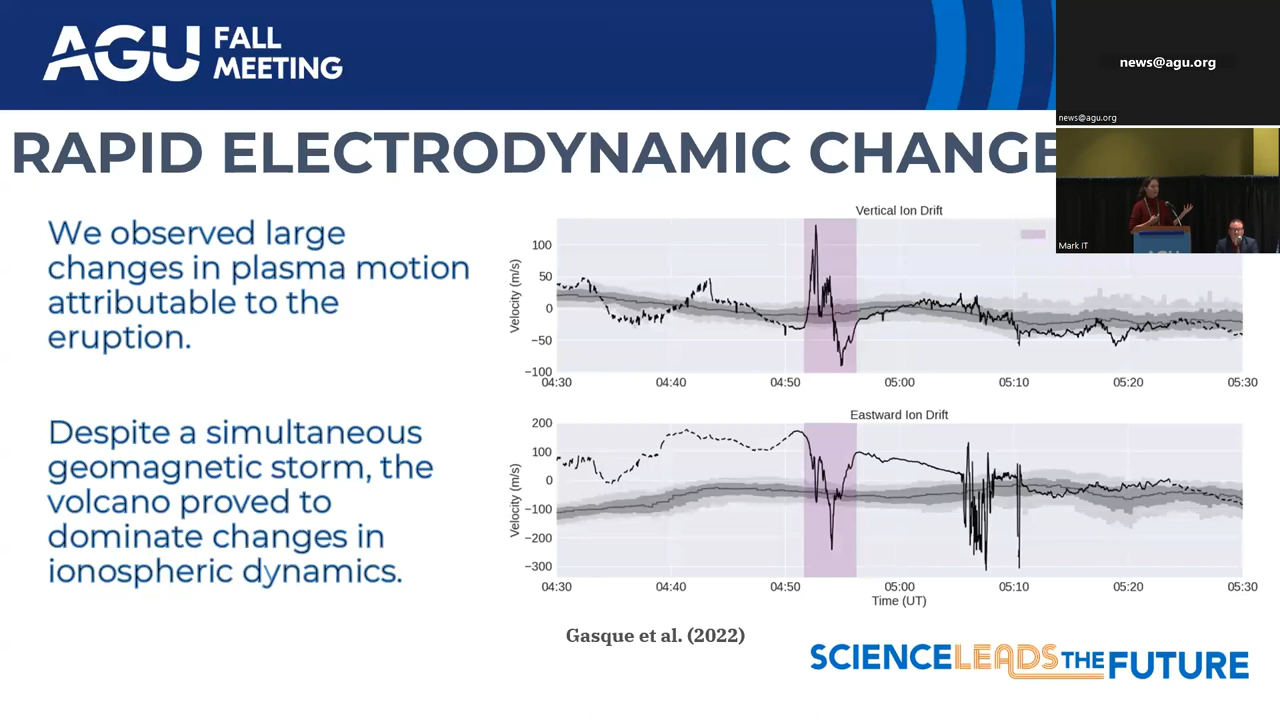 AGU FALL MEETING
news@agu.org
news@agu.org
RAPID ELECTRODYNAMIC CHANGE
Mark IT
AGU
We observed large
changes in plasma motion
attributable to the
eruption.
Despite a simultaneous
geomagnetic storm, the
volcano proved to
dominate changes in
ionospheric dynamics.
Vertical Ion Drift
Velocity (m/s)
100
50
0
−50
−100
04:30 04:40 04:50 05:00 05:10 05:20 05:30
Eastward Ion Drift
Velocity (m/s)
200
100
0
−100
−200
−300
04:30 04:40 04:50 05:00 05:10 05:20 05:30
Time (UT)
Gasque et al. (2022)
SCIENCE LEADS THE FUTURE